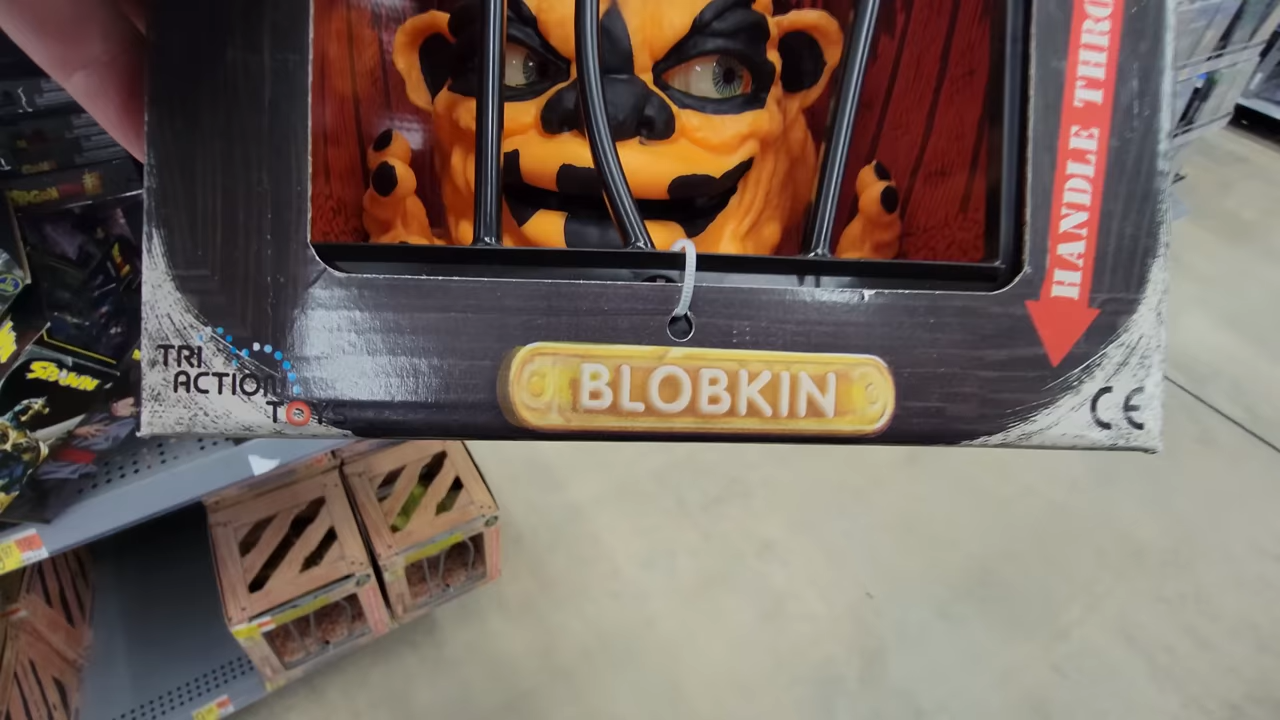 HANDLE THRO
TRI
ACTION
TOYS
BLOBKIN
CE
SPAWN